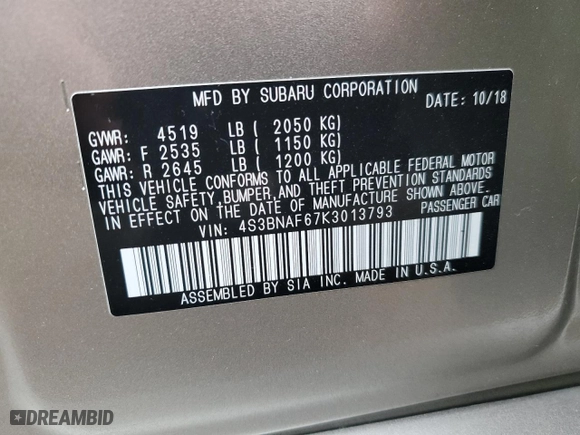 MFD BY SUBARU CORPORATION
DATE: 10/18
GVWR: 4519 LB ( 2050 KG)
GAWR: F 2535 LB ( 1150 KG)
GAWR: R 2645 LB ( 1200 KG)
THIS VEHICLE CONFORMS TO ALL APPLICABLE FEDERAL MOTOR
VEHICLE SAFETY, BUMPER, AND THEFT PREVENTION STANDARDS
IN EFFECT ON THE DATE OF MANUFACTURE SHOWN ABOVE.
VIN: 4S3BNAF67K3013793 PASSENGER CAR
ASSEMBLED BY SIA INC. MADE IN U.S.A.
DREAMBID